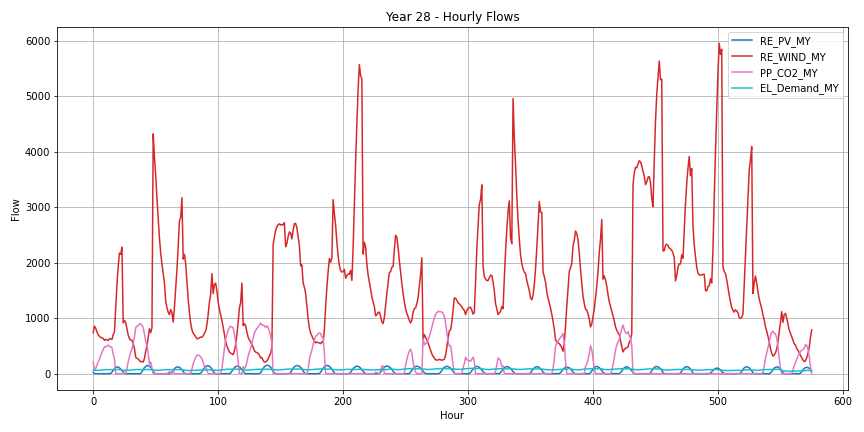 Year 28 - Hourly Flows
RE_PV_MY
RE_WIND_MY
PP_CO2_MY
EL_Demand_MY
Flow
6000
5000
4000
3000
2000
1000
0
0 100 200 300 400 500 600
Hour